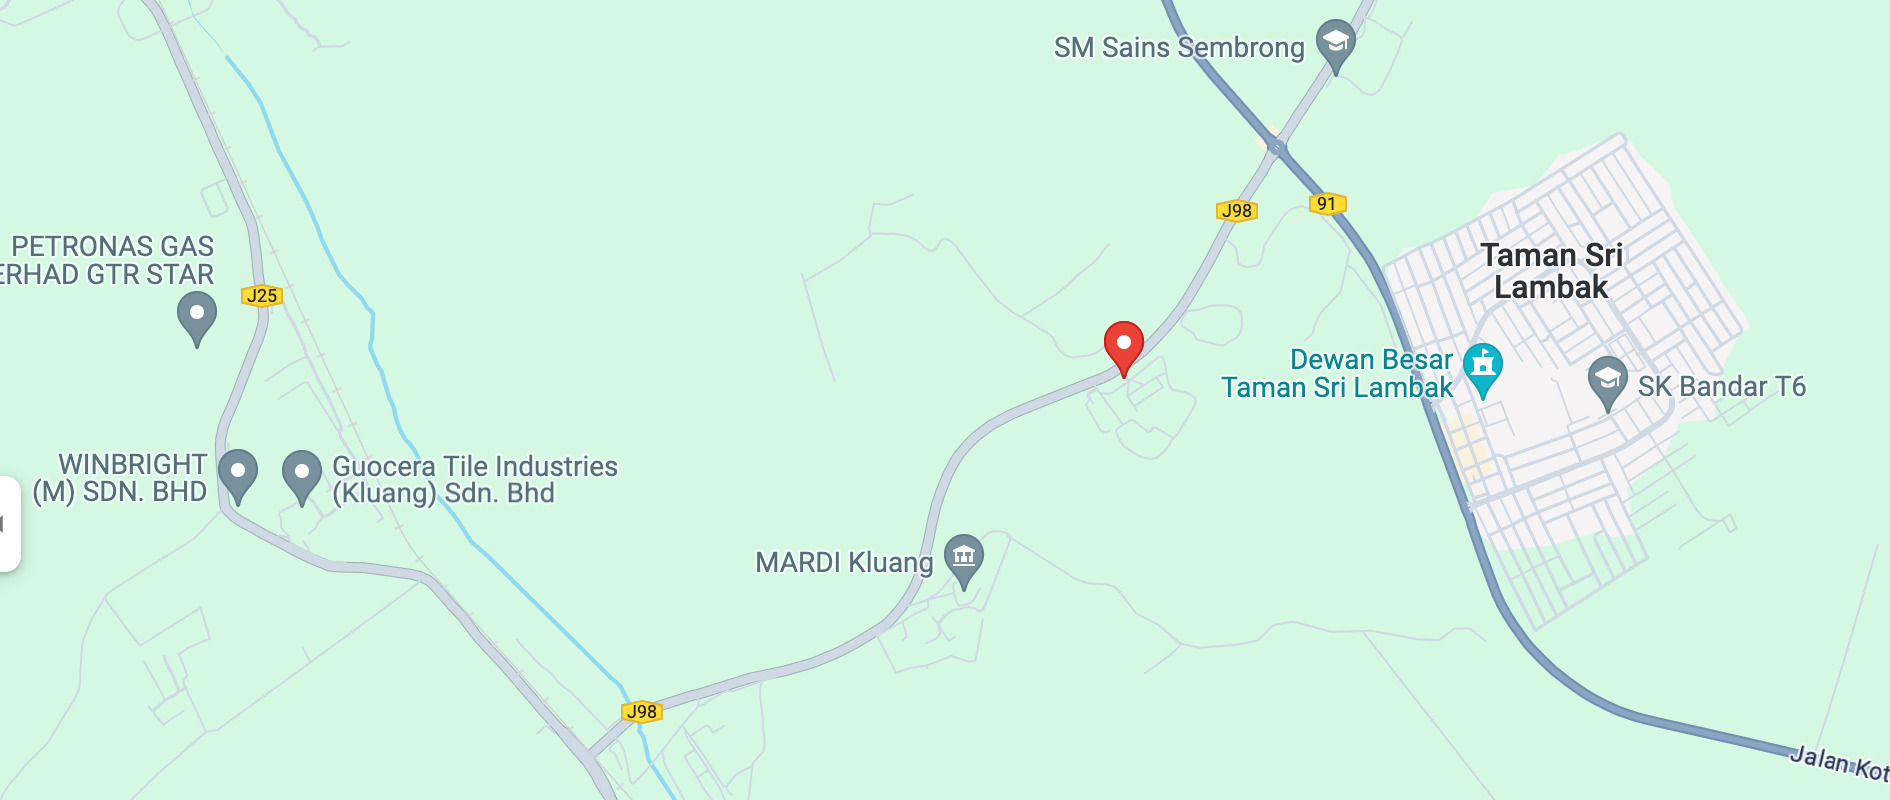 SM Sains Sembrong
J98
91
PETRONAS GAS
ERHAD GTR STAR
J25
Taman Sri
Lambak
Dewan Besar
Taman Sri Lambak
SK Bandar T6
WINBRIGHT
(M) SDN. BHD
Guocera Tile Industries
(Kluang) Sdn. Bhd
MARDI Kluang
J98
Jalan Kot